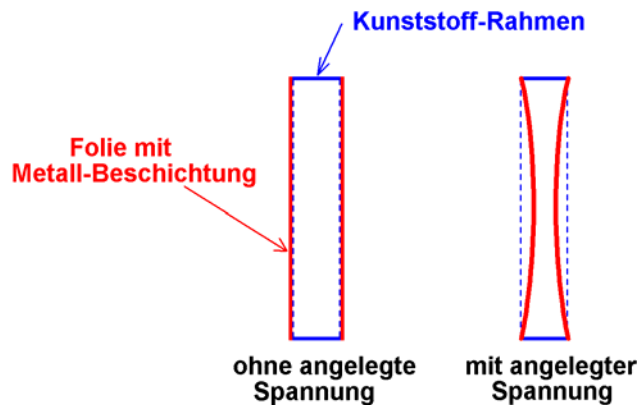 Kunststoff-Rahmen
Folie mit
Metall-Beschichtung
ohne angelegte
Spannung
mit angelegter
Spannung